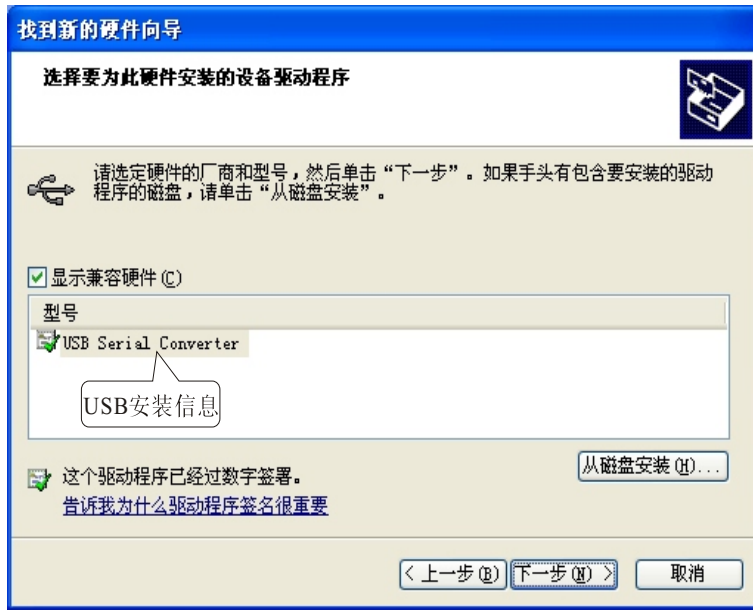 找到新的硬件向导
选择要为此硬件安装的设备驱动程序
请选定硬件的厂商和型号，然后单击“下一步”。如果手头有包含要安装的驱动
程序的磁盘，请单击“从磁盘安装”。
显示兼容硬件(C)
型号
USB Serial Converter
USB安装信息
这个驱动程序已经过数字签署。
从磁盘安装(H)...
告诉我为什么驱动程序签名很重要
< 上一步(B) 下一步(N) > 取消